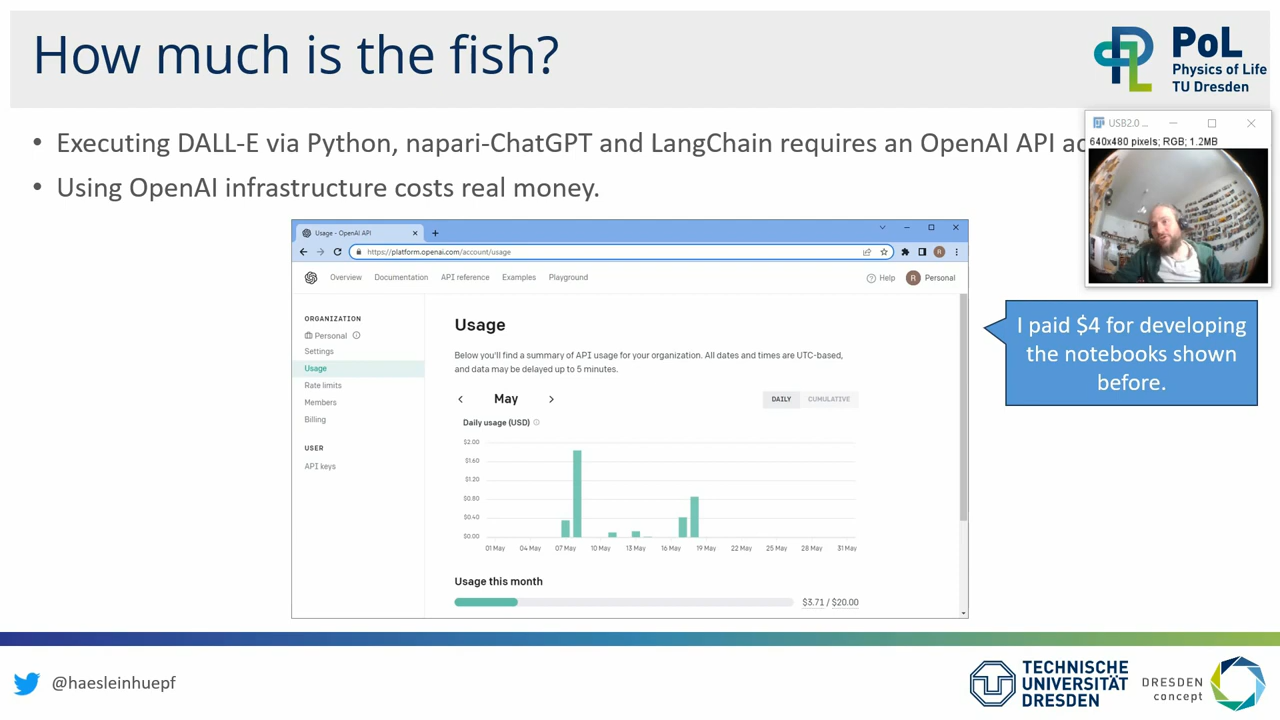 How much is the fish?
PoL
Physics of Life
TU Dresden
• Executing DALL-E via Python, napari-ChatGPT and LangChain requires an OpenAI API
• Using OpenAI infrastructure costs real money.
USB2.0 ...
640x480 pixels; RGB; 1.2MB
Usage - OpenAI API
https://platform.openai.com/account/usage
R
Overview Documentation API reference Examples Playground Help R Personal
ORGANIZATION
Personal
Settings
Usage
Rate limits
Members
Billing
USER
API keys
Usage
Below you'll find a summary of API usage for your organization. All dates and times are UTC-based,
and data may be delayed up to 5 minutes.
May
DAILY CUMULATIVE
Daily usage (USD)
$2.00
$1.60
$1.20
$0.80
$0.40
$0.00
01 May 04 May 07 May 10 May 13 May 16 May 19 May 22 May 25 May 28 May 31 May
Usage this month
$3.71 / $20.00
I paid $4 for developing
the notebooks shown
before.
@haesleinhuepf
TECHNISCHE
UNIVERSITÄT
DRESDEN
DRESDEN
concept